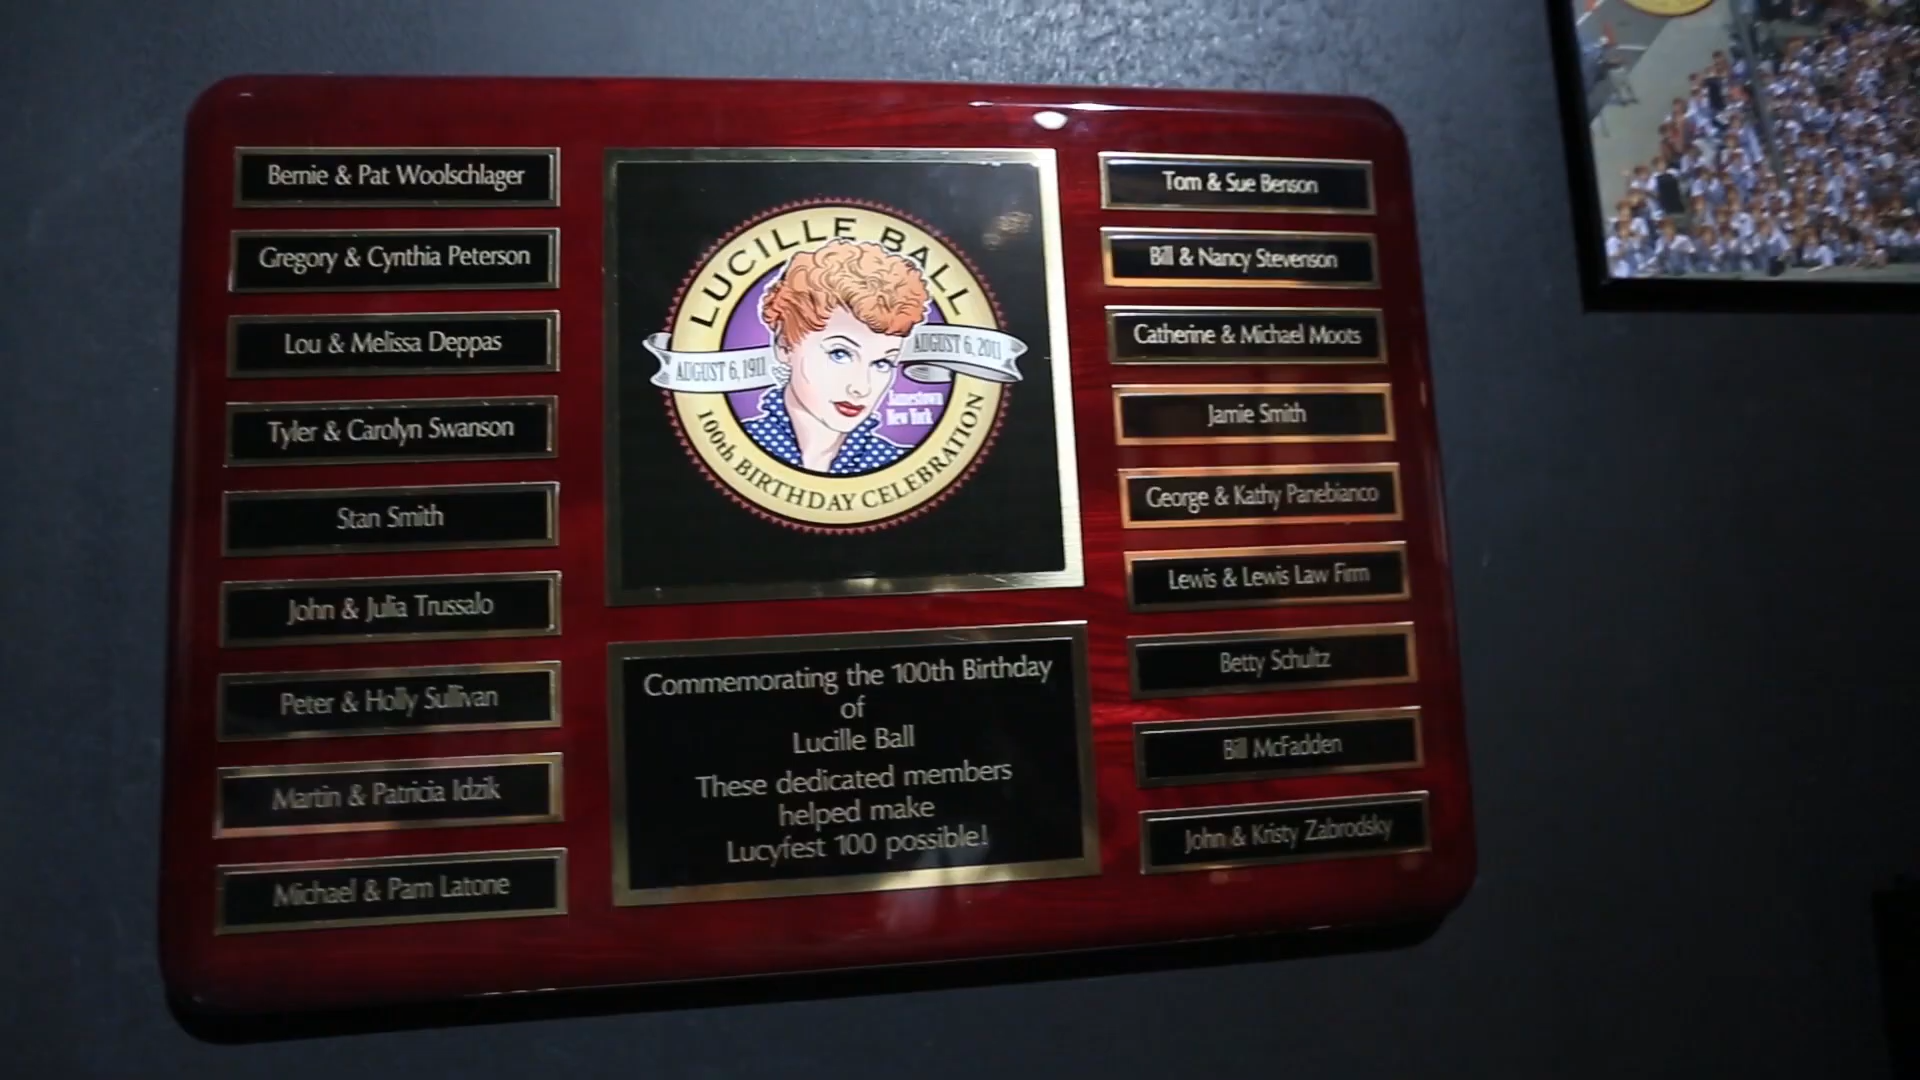 Bernie & Pat Woolschlager
Gregory & Cynthia Peterson
Lou & Melissa Deppas
Tyler & Carolyn Swanson
Stan Smith
John & Julia Trussalo
Peter & Holly Sullivan
Martin & Patricia Idzik
Michael & Pam Latone
LUCILLE BALL
AUGUST 6, 1911
AUGUST 6, 2011
Jamestown
New York
100th BIRTHDAY CELEBRATION
Commemorating the 100th Birthday
of
Lucille Ball
These dedicated members
helped make
Lucyfest 100 possible!
Tom & Sue Benson
Bill & Nancy Stevenson
Catherine & Michael Moots
Jamie Smith
George & Kathy Panebianco
Lewis & Lewis Law Firm
Betty Schultz
Bill McFadden
John & Kristy Zabrodsky